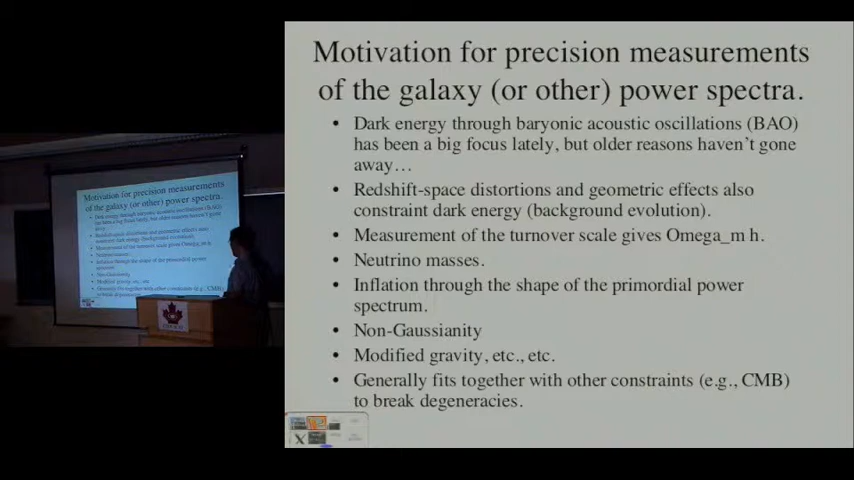 Motivation for precision measurements
of the galaxy (or other) power spectra.
• Dark energy through baryonic acoustic oscillations (BAO)
has been a big focus lately, but older reasons haven't gone
away…
• Redshift-space distortions and geometric effects also
constraint dark energy (background evolution).
• Measurement of the turnover scale gives Omega_m h.
• Neutrino masses.
• Inflation through the shape of the primordial power
spectrum.
• Non-Gaussianity
• Modified gravity, etc., etc.
• Generally fits together with other constraints (e.g., CMB)
to break degeneracies.